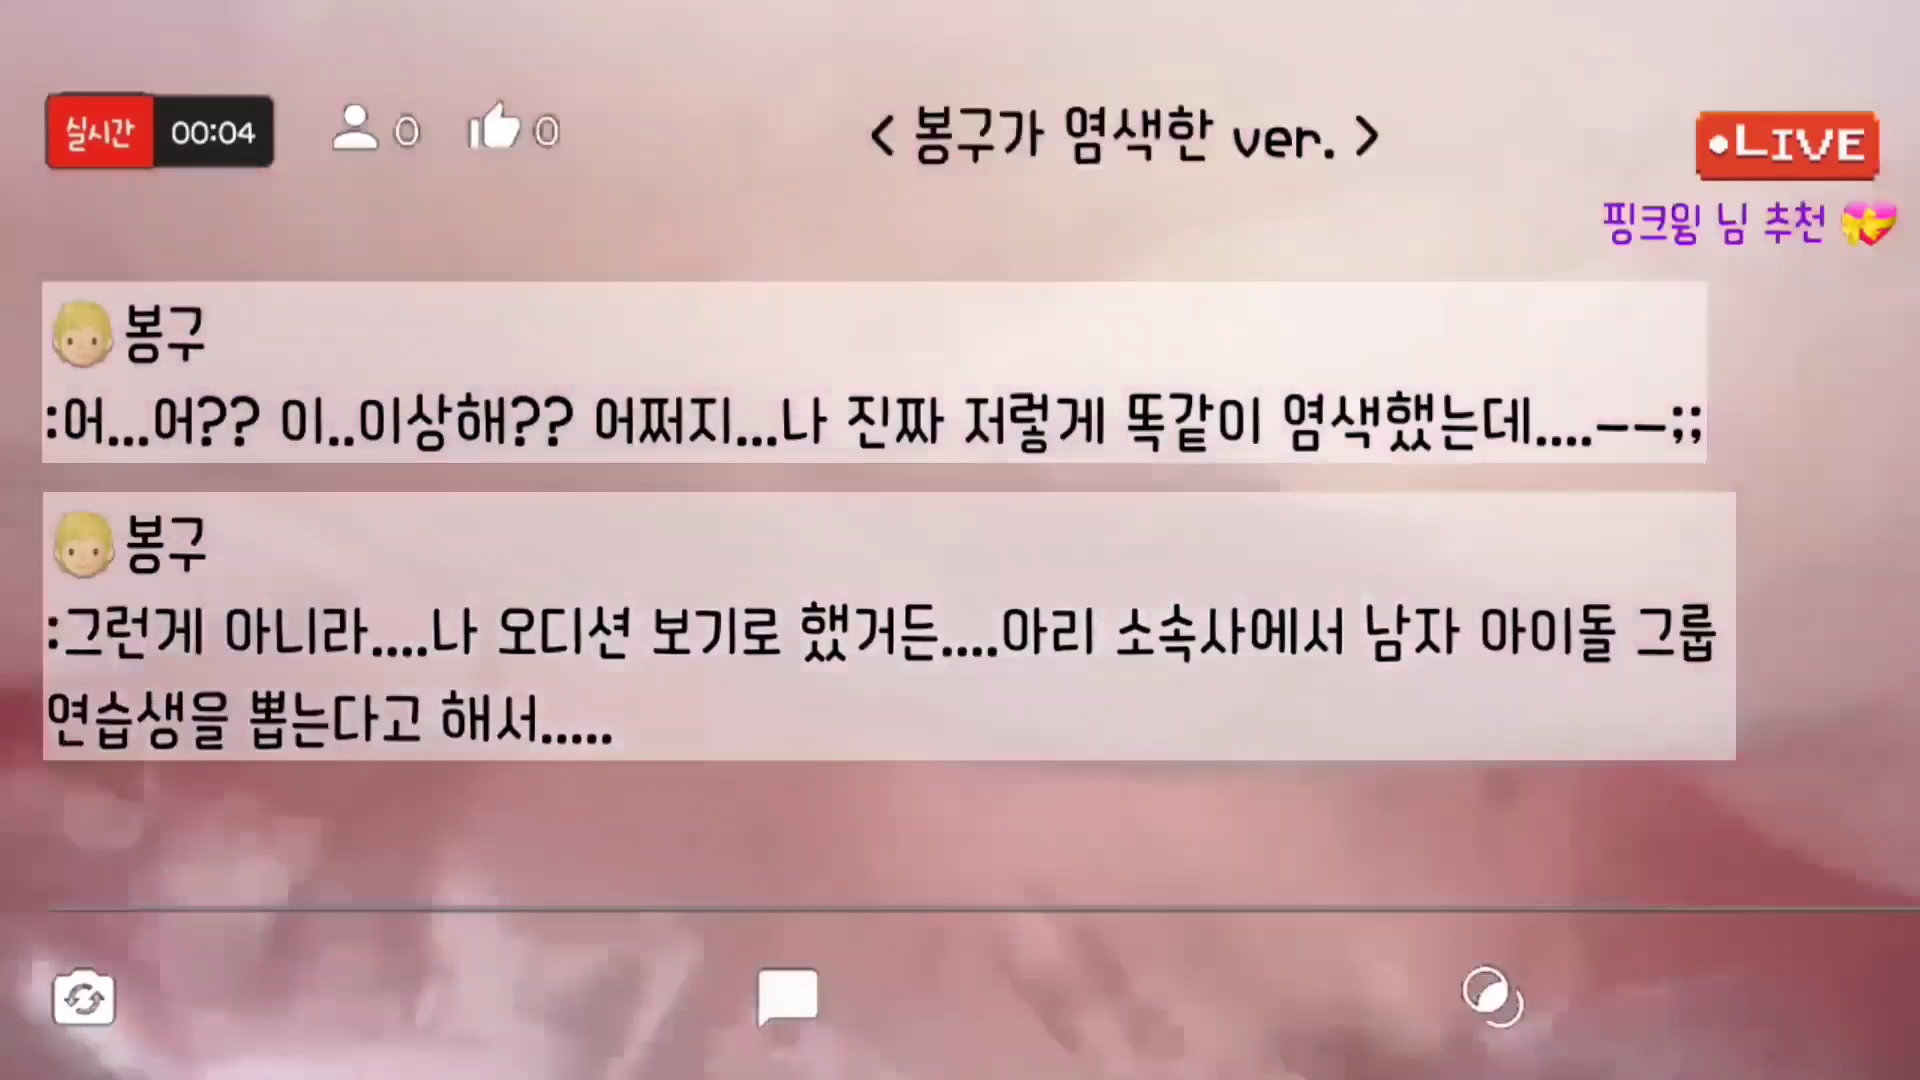 실시간 00:04 0 0
< 봉구가 염색한 ver. >
•LIVE
핑크윙 님 추천
봉구
:어...어?? 이..이상해?? 어쩌지...나 진짜 저렇게 똑같이 염색했는데....--;;
봉구
:그런게 아니라....나 오디션 보기로 했거든....아리 소속사에서 남자 아이돌 그룹
연습생을 뽑는다고 해서.....